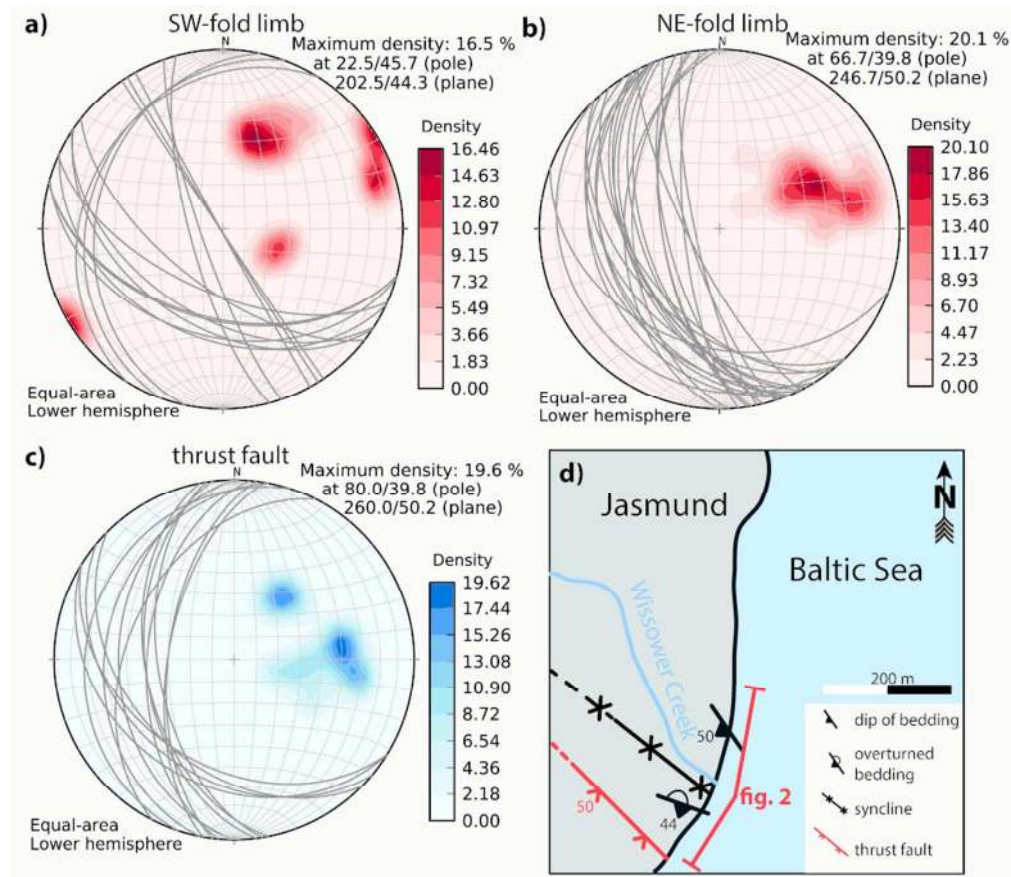 a)
SW-fold limb
N
Maximum density: 16.5 %
at 22.5/45.7 (pole)
202.5/44.3 (plane)
Density
16.46
14.63
12.80
10.97
9.15
7.32
5.49
3.66
1.83
0.00
Equal-area
Lower hemisphere
b)
NE-fold limb
N
Maximum density: 20.1 %
at 66.7/39.8 (pole)
246.7/50.2 (plane)
Density
20.10
17.86
15.63
13.40
11.17
8.93
6.70
4.47
2.23
0.00
Equal-area
Lower hemisphere
c)
thrust fault
N
Maximum density: 19.6 %
at 80.0/39.8 (pole)
260.0/50.2 (plane)
Density
19.62
17.44
15.26
13.08
10.90
8.72
6.54
4.36
2.18
0.00
Equal-area
Lower hemisphere
d)
Jasmund
N
Baltic Sea
Wissower Creek
200 m
50
dip of bedding
overturned
bedding
fig. 2
syncline
50
44
thrust fault